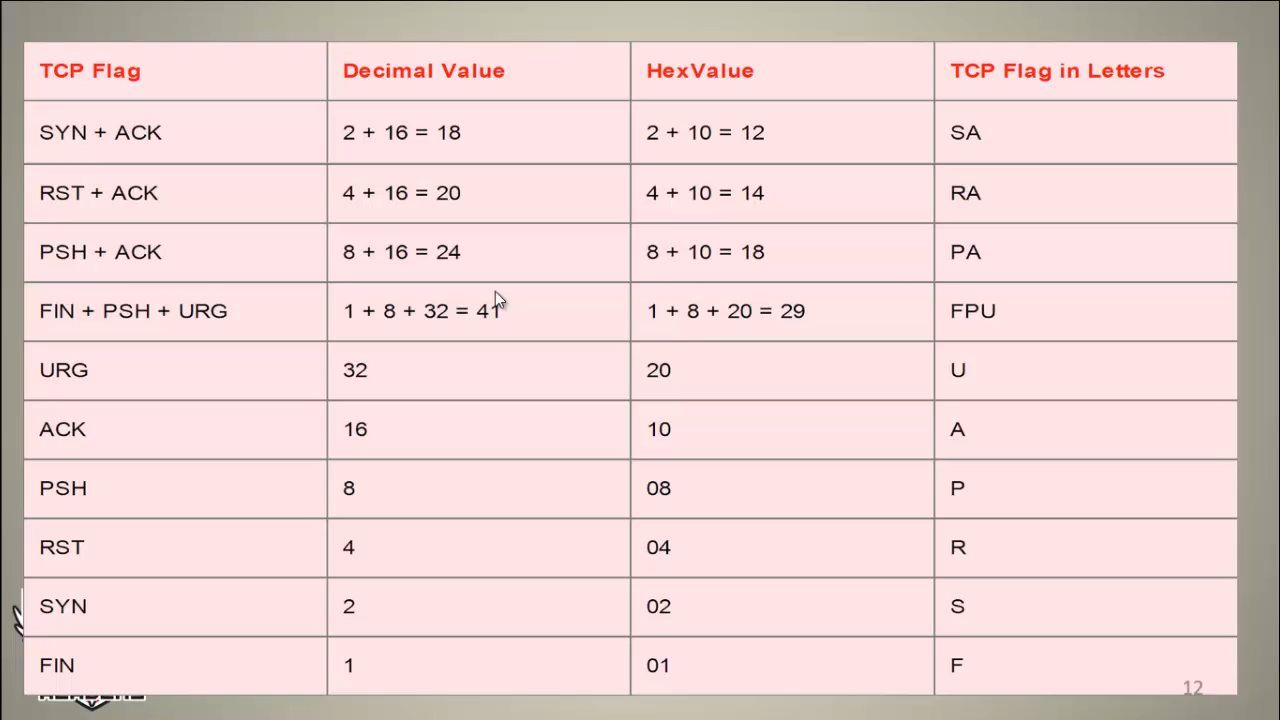 TCP Flag Decimal Value HexValue TCP Flag in Letters
SYN + ACK 2 + 16 = 18 2 + 10 = 12 SA
RST + ACK 4 + 16 = 20 4 + 10 = 14 RA
PSH + ACK 8 + 16 = 24 8 + 10 = 18 PA
FIN + PSH + URG 1 + 8 + 32 = 41 1 + 8 + 20 = 29 FPU
URG 32 20 U
ACK 16 10 A
PSH 8 08 P
RST 4 04 R
SYN 2 02 S
FIN 1 01 F
12